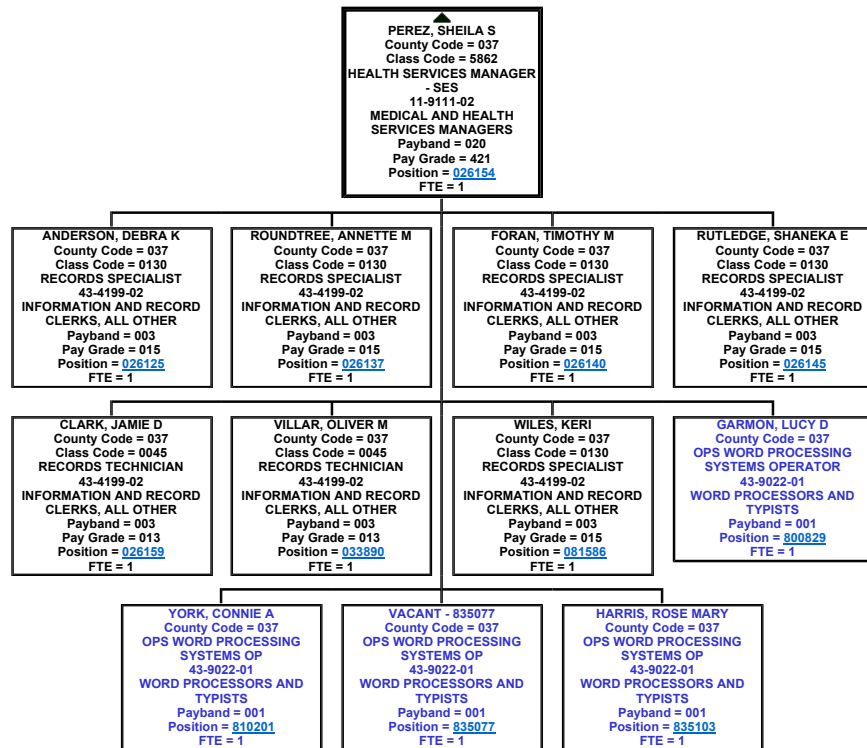 PEREZ, SHEILA S
County Code = 037
Class Code = 5862
HEALTH SERVICES MANAGER
- SES
11-9111-02
MEDICAL AND HEALTH
SERVICES MANAGERS
Payband = 020
Pay Grade = 421
Position = 026154
FTE = 1
ANDERSON, DEBRA K
County Code = 037
Class Code = 0130
RECORDS SPECIALIST
43-4199-02
INFORMATION AND RECORD
CLERKS, ALL OTHER
Payband = 003
Pay Grade = 015
Position = 026125
FTE = 1
ROUNDTREE, ANNETTE M
County Code = 037
Class Code = 0130
RECORDS SPECIALIST
43-4199-02
INFORMATION AND RECORD
CLERKS, ALL OTHER
Payband = 003
Pay Grade = 015
Position = 026137
FTE = 1
FORAN, TIMOTHY M
County Code = 037
Class Code = 0130
RECORDS SPECIALIST
43-4199-02
INFORMATION AND RECORD
CLERKS, ALL OTHER
Payband = 003
Pay Grade = 015
Position = 026140
FTE = 1
RUTLEDGE, SHANEKA E
County Code = 037
Class Code = 0130
RECORDS SPECIALIST
43-4199-02
INFORMATION AND RECORD
CLERKS, ALL OTHER
Payband = 003
Pay Grade = 015
Position = 026145
FTE = 1
CLARK, JAMIE D
County Code = 037
Class Code = 0045
RECORDS TECHNICIAN
43-4199-02
INFORMATION AND RECORD
CLERKS, ALL OTHER
Payband = 003
Pay Grade = 013
Position = 026159
FTE = 1
VILLAR, OLIVER M
County Code = 037
Class Code = 0045
RECORDS TECHNICIAN
43-4199-02
INFORMATION AND RECORD
CLERKS, ALL OTHER
Payband = 003
Pay Grade = 013
Position = 033890
FTE = 1
WILES, KERI
County Code = 037
Class Code = 0130
RECORDS SPECIALIST
43-4199-02
INFORMATION AND RECORD
CLERKS, ALL OTHER
Payband = 003
Pay Grade = 015
Position = 081586
FTE = 1
GARMON, LUCY D
County Code = 037
OPS WORD PROCESSING
SYSTEMS OPERATOR
43-9022-01
WORD PROCESSORS AND
TYPISTS
Payband = 001
Position = 800829
FTE = 1
YORK, CONNIE A
County Code = 037
OPS WORD PROCESSING
SYSTEMS OP
43-9022-01
WORD PROCESSORS AND
TYPISTS
Payband = 001
Position = 810201
FTE = 1
VACANT - 835077
County Code = 037
OPS WORD PROCESSING
SYSTEMS OP
43-9022-01
WORD PROCESSORS AND
TYPISTS
Payband = 001
Position = 835077
FTE = 1
HARRIS, ROSE MARY
County Code = 037
OPS WORD PROCESSING
SYSTEMS OP
43-9022-01
WORD PROCESSORS AND
TYPISTS
Payband = 001
Position = 835103
FTE = 1